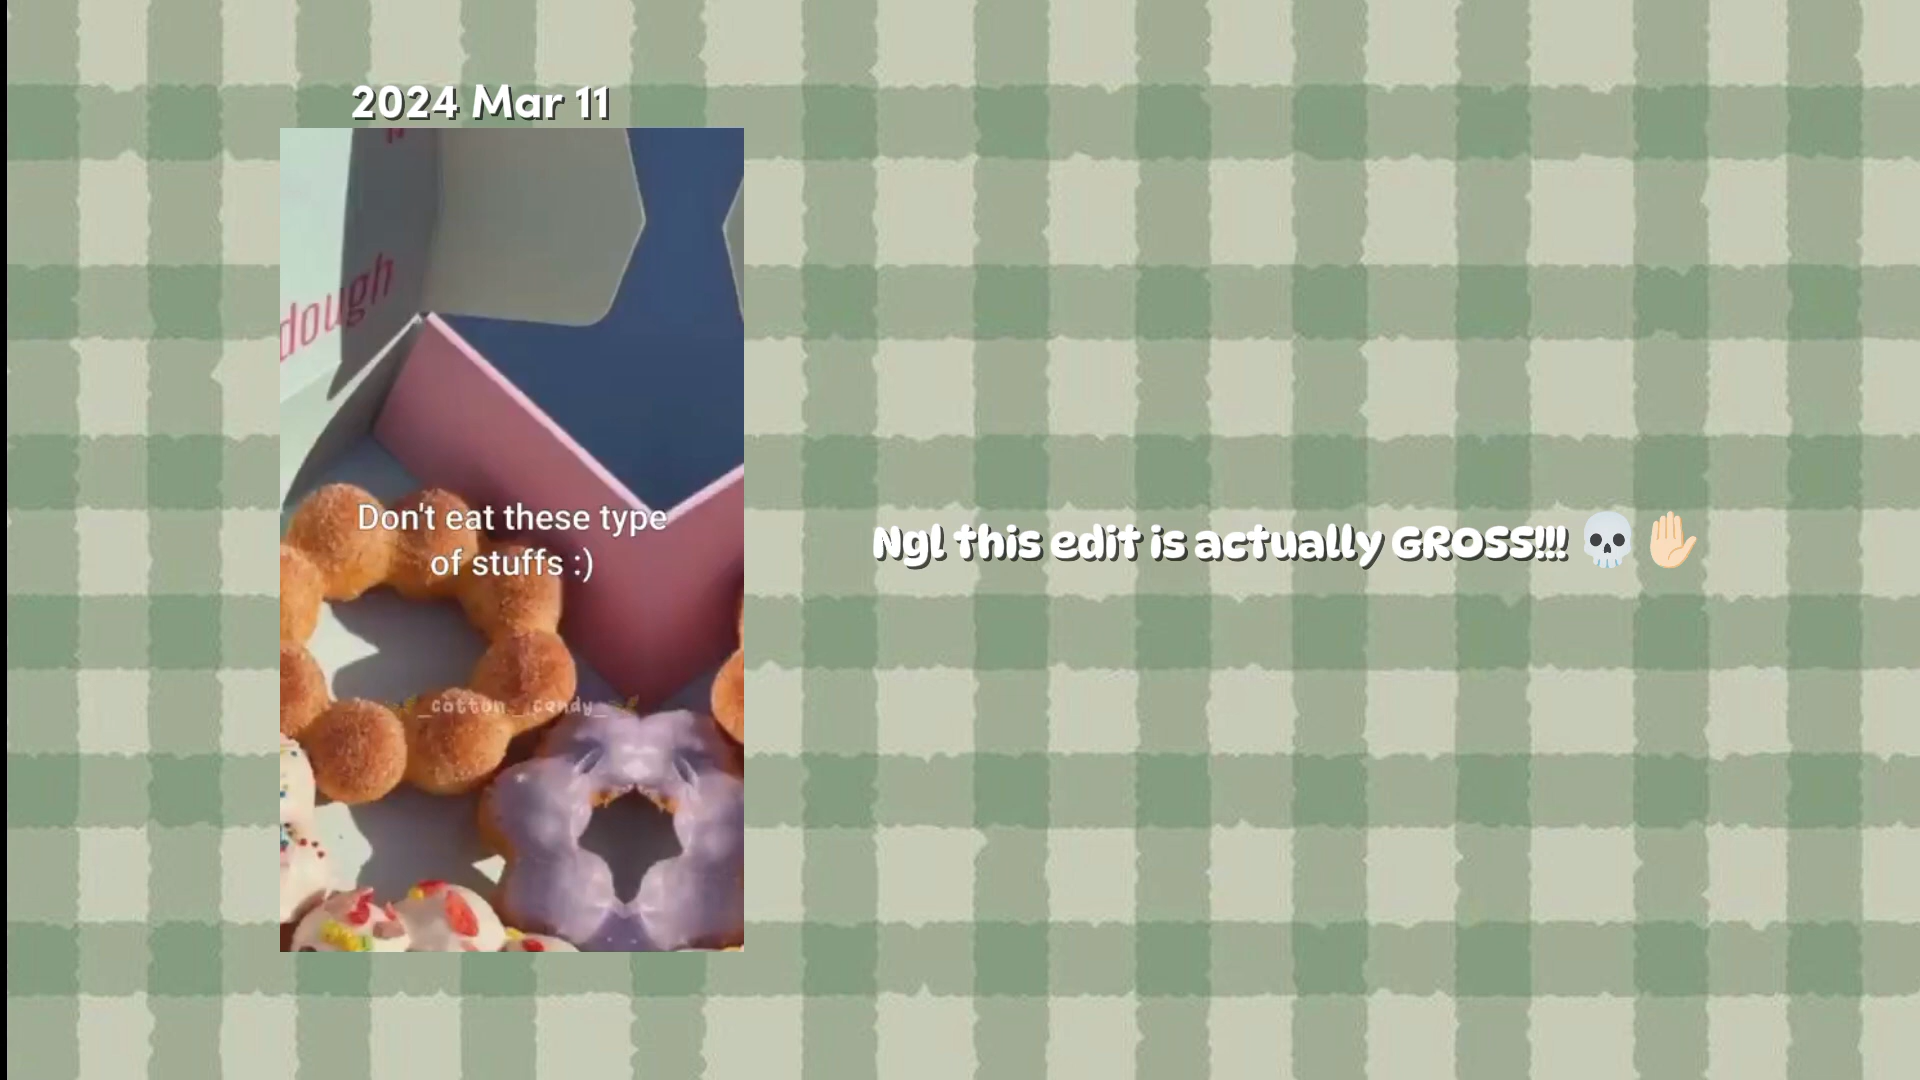 2024 Mar 11
dough
Don't eat these type
of stuffs :)
_cotton_candy_
Ngl this edit is actually GROSS!!! 💀✋🏻